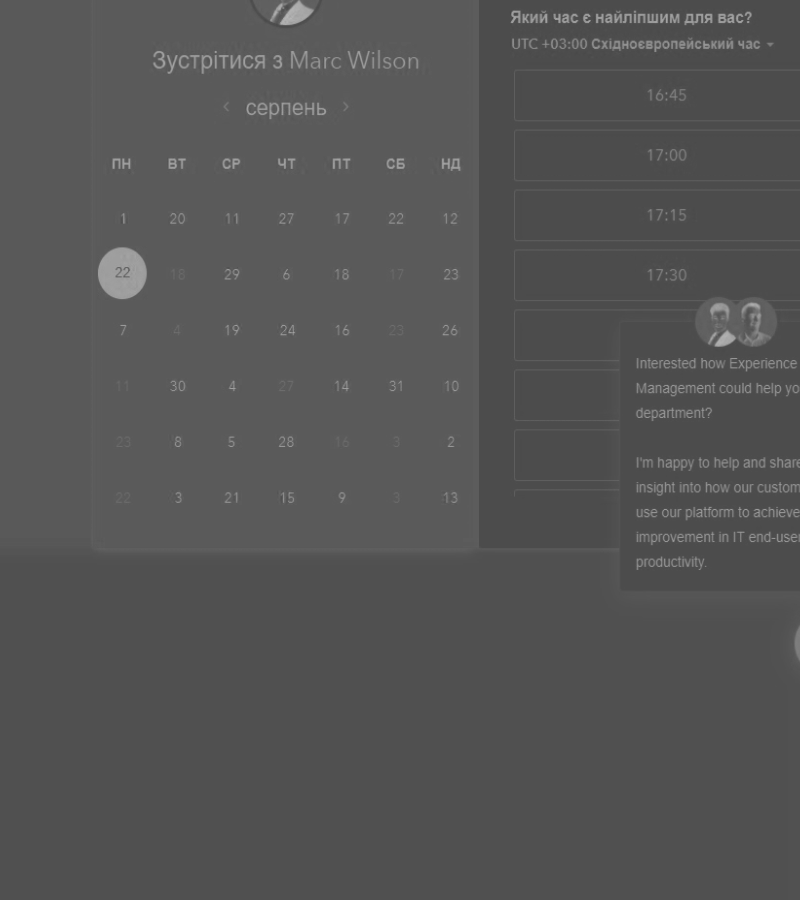 Зустрітися з Marc Wilson
серпень
ПН ВТ СР ЧТ ПТ СБ НД
1 20 11 27 17 22 12
22 18 29 6 18 17 23
7 4 19 24 16 23 26
11 30 4 27 14 31 10
23 8 5 28 16 3 2
22 3 21 15 9 3 13
Який час є найліпшим для вас?
UTC +03:00 Східноєвропейський час
16:45
17:00
17:15
17:30
Interested how Experience
Management could help yo
department?
I'm happy to help and share
insight into how our custom
use our platform to achieve
improvement in IT end-user
productivity.